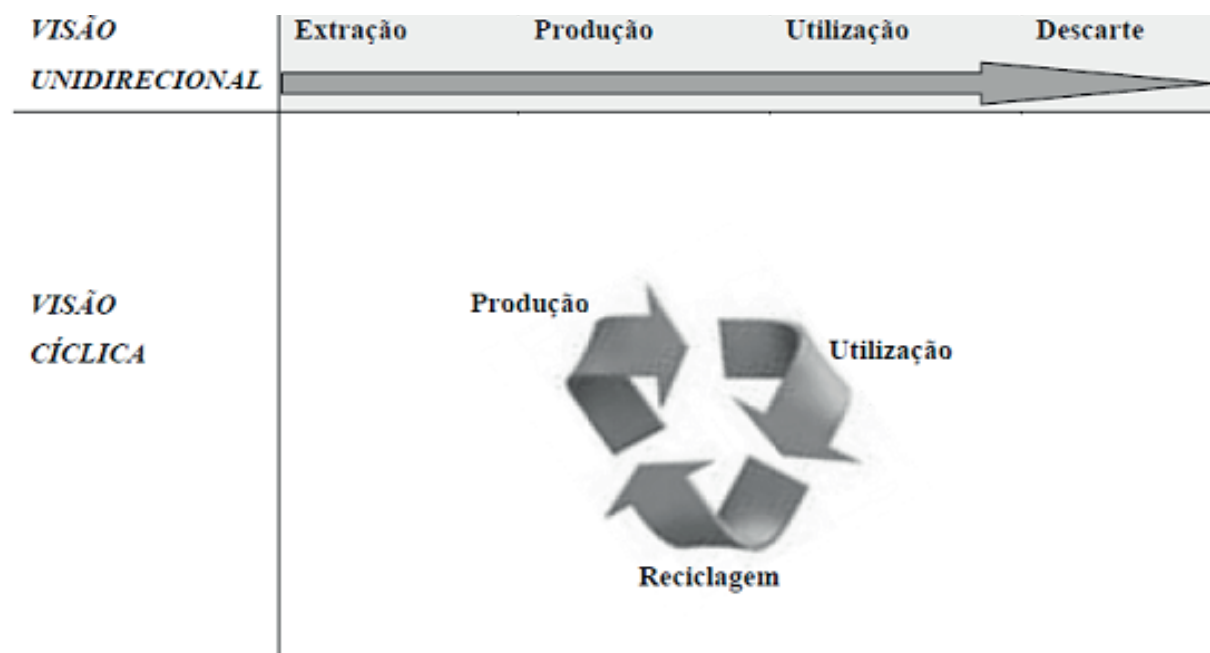 VISÃO
UNIDIRECIONAL
Extração Produção Utilização Descarte
VISÃO
CÍCLICA
Produção
Utilização
Reciclagem